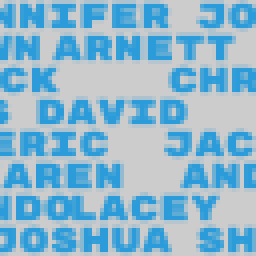 NNIFER JO
WN ARNETT
CK CHR
S DAVID
ERIC JAC
AREN AND
NDOLACEY
JOSHUA SH